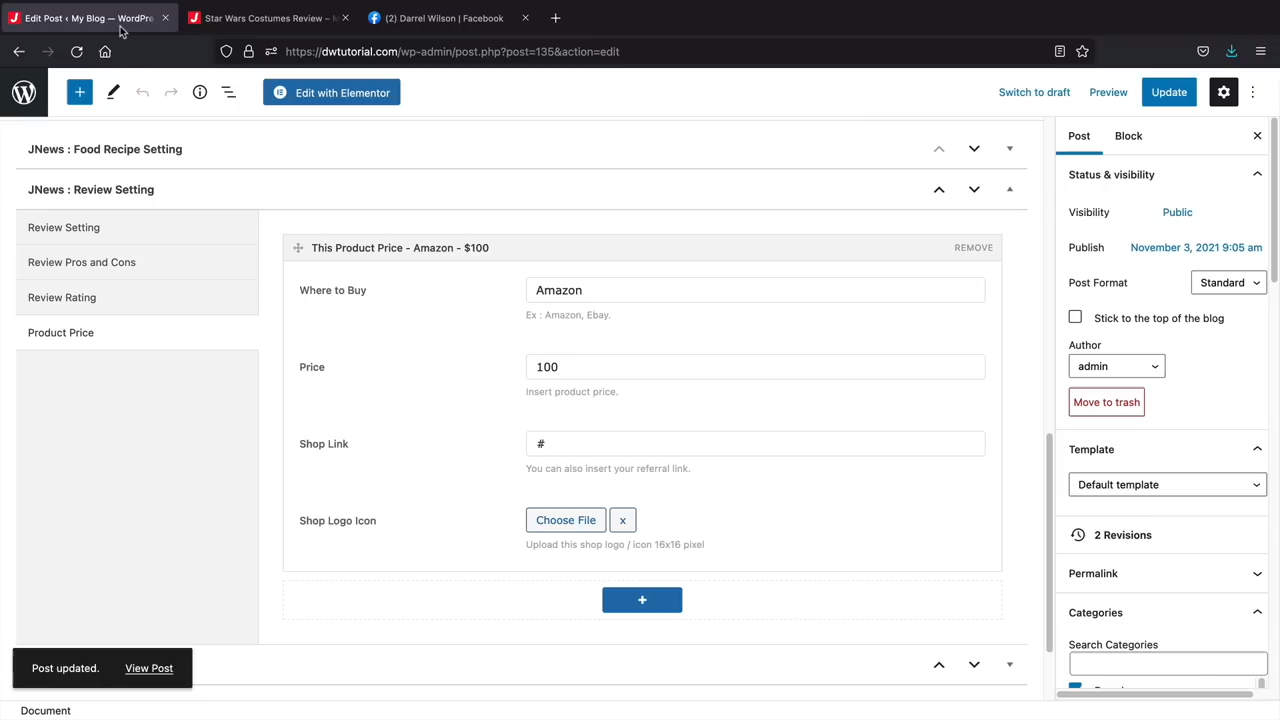 Edit Post ‹ My Blog — WordPre
Star Wars Costumes Review –
(2) Darrel Wilson | Facebook
https://dwtutorial.com/wp-admin/post.php?post=135&action=edit
Edit with Elementor
Switch to draft
Preview
Update
JNews : Food Recipe Setting
JNews : Review Setting
Review Setting
Review Pros and Cons
Review Rating
Product Price
This Product Price - Amazon - $100
REMOVE
Where to Buy
Amazon
Ex : Amazon, Ebay.
Price
100
Insert product price.
Shop Link
#
You can also insert your referral link.
Shop Logo Icon
Choose File
x
Upload this shop logo / icon 16x16 pixel
+
Post updated.
View Post
Document
Post
Block
Status & visibility
Visibility
Public
Publish
November 3, 2021 9:05 am
Post Format
Standard
Stick to the top of the blog
Author
admin
Move to trash
Template
Default template
2 Revisions
Permalink
Categories
Search Categories